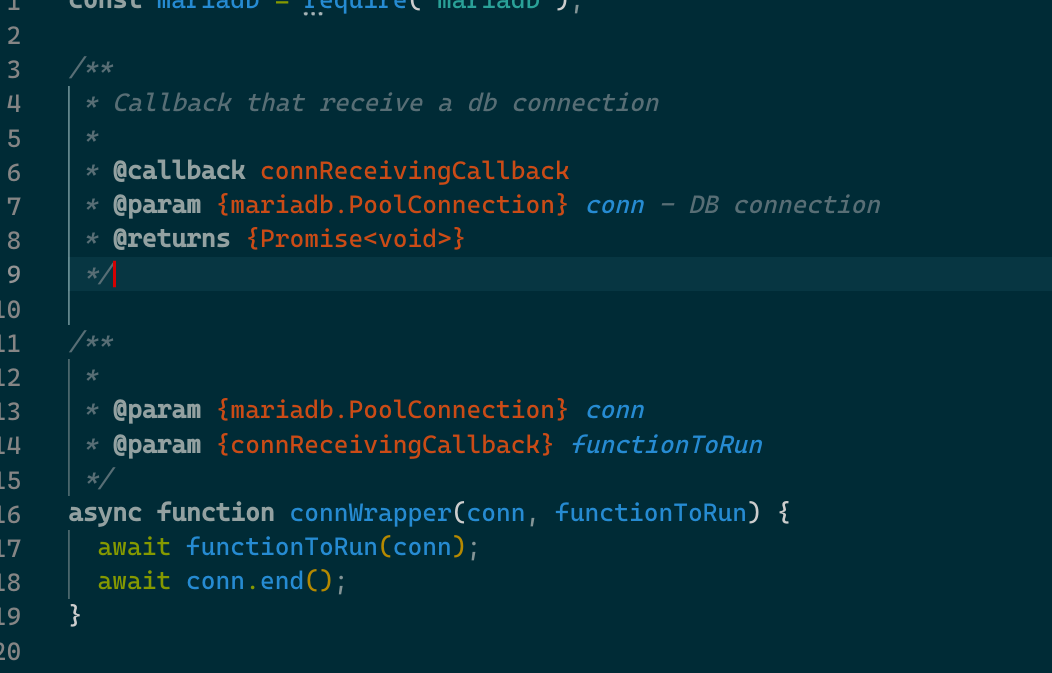 1 const mariadb = require("mariadb");
2
3 /**
4 * Callback that receive a db connection
5 *
6 * @callback connReceivingCallback
7 * @param {mariadb.PoolConnection} conn - DB connection
8 * @returns {Promise<void>}
9 */
10
11 /**
12 *
13 * @param {mariadb.PoolConnection} conn
14 * @param {connReceivingCallback} functionToRun
15 */
16 async function connWrapper(conn, functionToRun) {
17 await functionToRun(conn);
18 await conn.end();
19 }
20